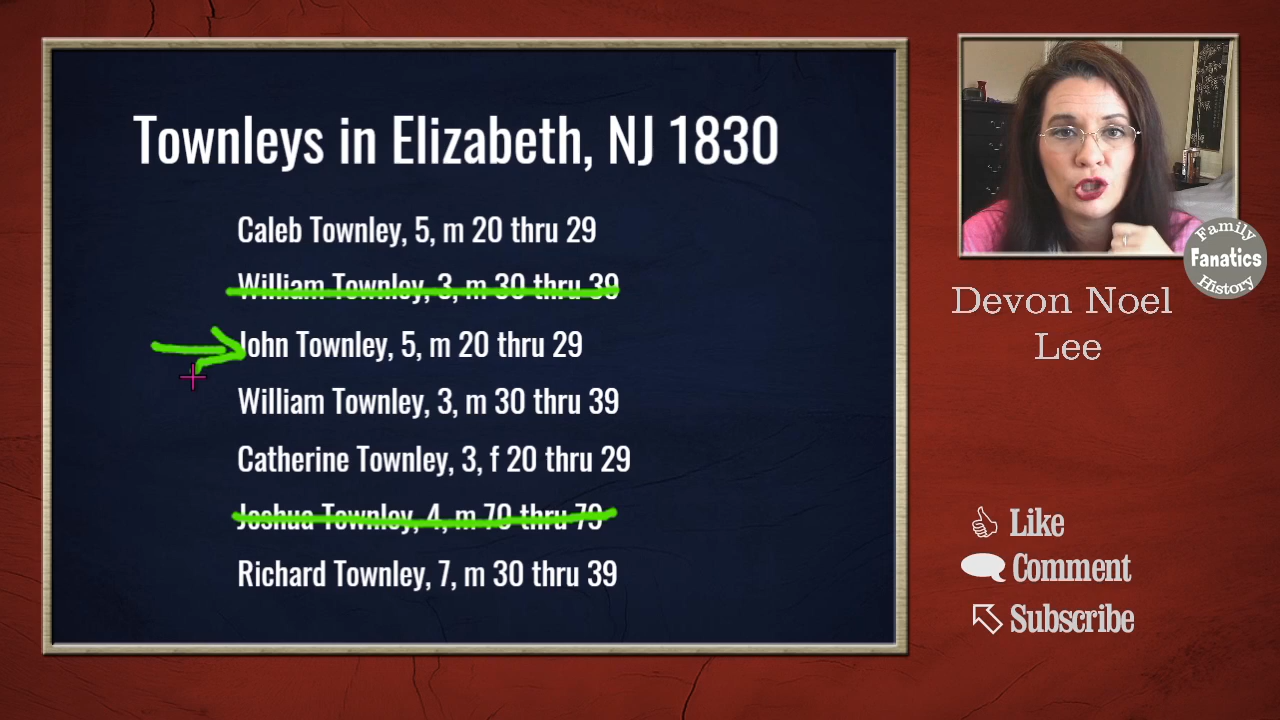 Townleys in Elizabeth, NJ 1830
Caleb Townley, 5, m 20 thru 29
William Townley, 3, m 30 thru 39
John Townley, 5, m 20 thru 29
William Townley, 3, m 30 thru 39
Catherine Townley, 3, f 20 thru 29
Joshua Townley, 4, m 70 thru 79
Richard Townley, 7, m 30 thru 39
Family
Fanatics
History
Devon Noel
Lee
Like
Comment
Subscribe